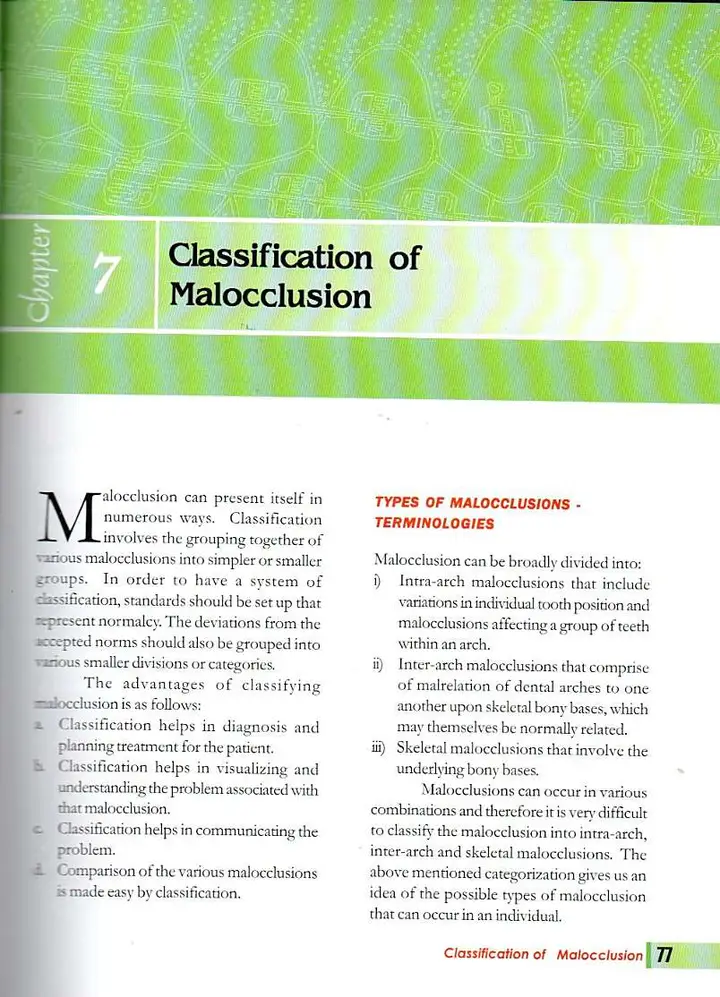 Chapter
7
Classification of
Malocclusion
Malocclusion can present itself in
numerous ways. Classification
involves the grouping together of
various malocclusions into simpler or smaller
groups. In order to have a system of
classification, standards should be set up that
represent normalcy. The deviations from the
accepted norms should also be grouped into
various smaller divisions or categories.
The advantages of classifying
malocclusion is as follows:
a. Classification helps in diagnosis and
planning treatment for the patient.
b. Classification helps in visualizing and
understanding the problem associated with
that malocclusion.
c. Classification helps in communicating the
problem.
d. Comparison of the various malocclusions
is made easy by classification.
TYPES OF MALOCCLUSIONS -
TERMINOLOGIES
Malocclusion can be broadly divided into:
i) Intra-arch malocclusions that include
variations in individual tooth position and
malocclusions affecting a group of teeth
within an arch.
ii) Inter-arch malocclusions that comprise
of malrelation of dental arches to one
another upon skeletal bony bases, which
may themselves be normally related.
iii) Skeletal malocclusions that involve the
underlying bony bases.
Malocclusions can occur in various
combinations and therefore it is very difficult
to classify the malocclusion into intra-arch,
inter-arch and skeletal malocclusions. The
above mentioned categorization gives us an
idea of the possible types of malocclusion
that can occur in an individual.
Classification of Malocclusion 77